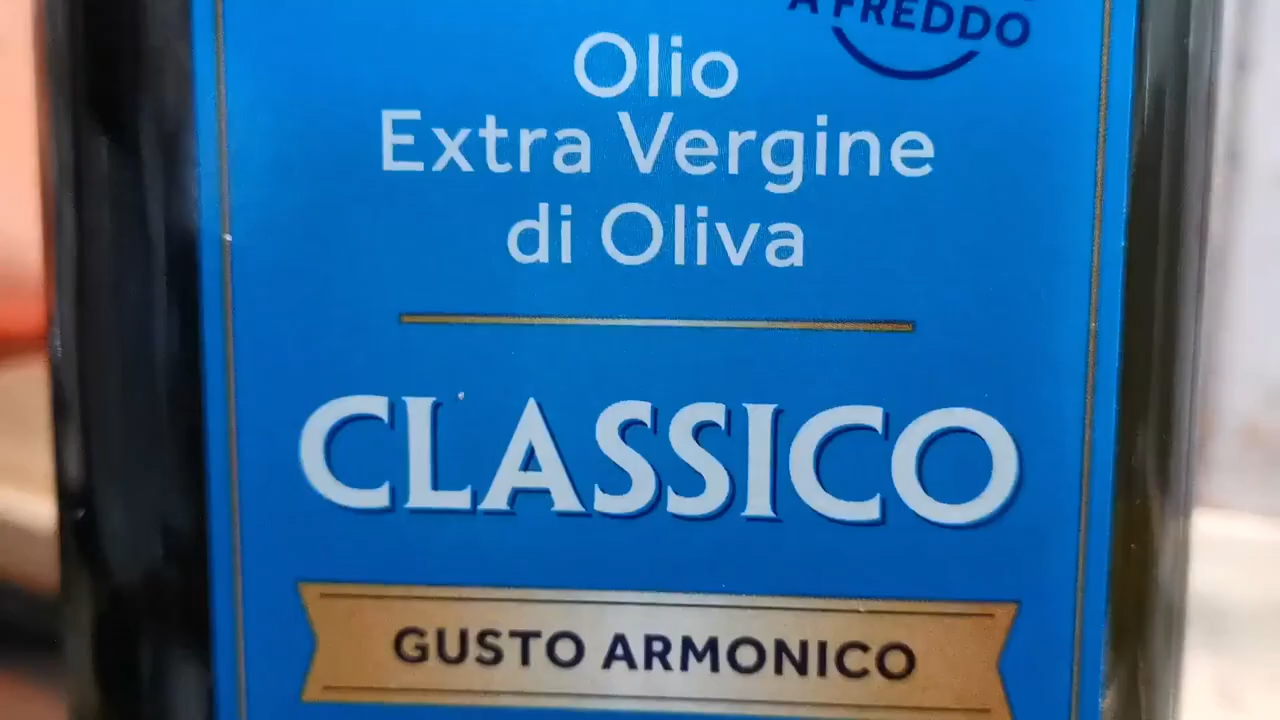 A FREDDO
Olio
Extra Vergine
di Oliva
CLASSICO
GUSTO ARMONICO